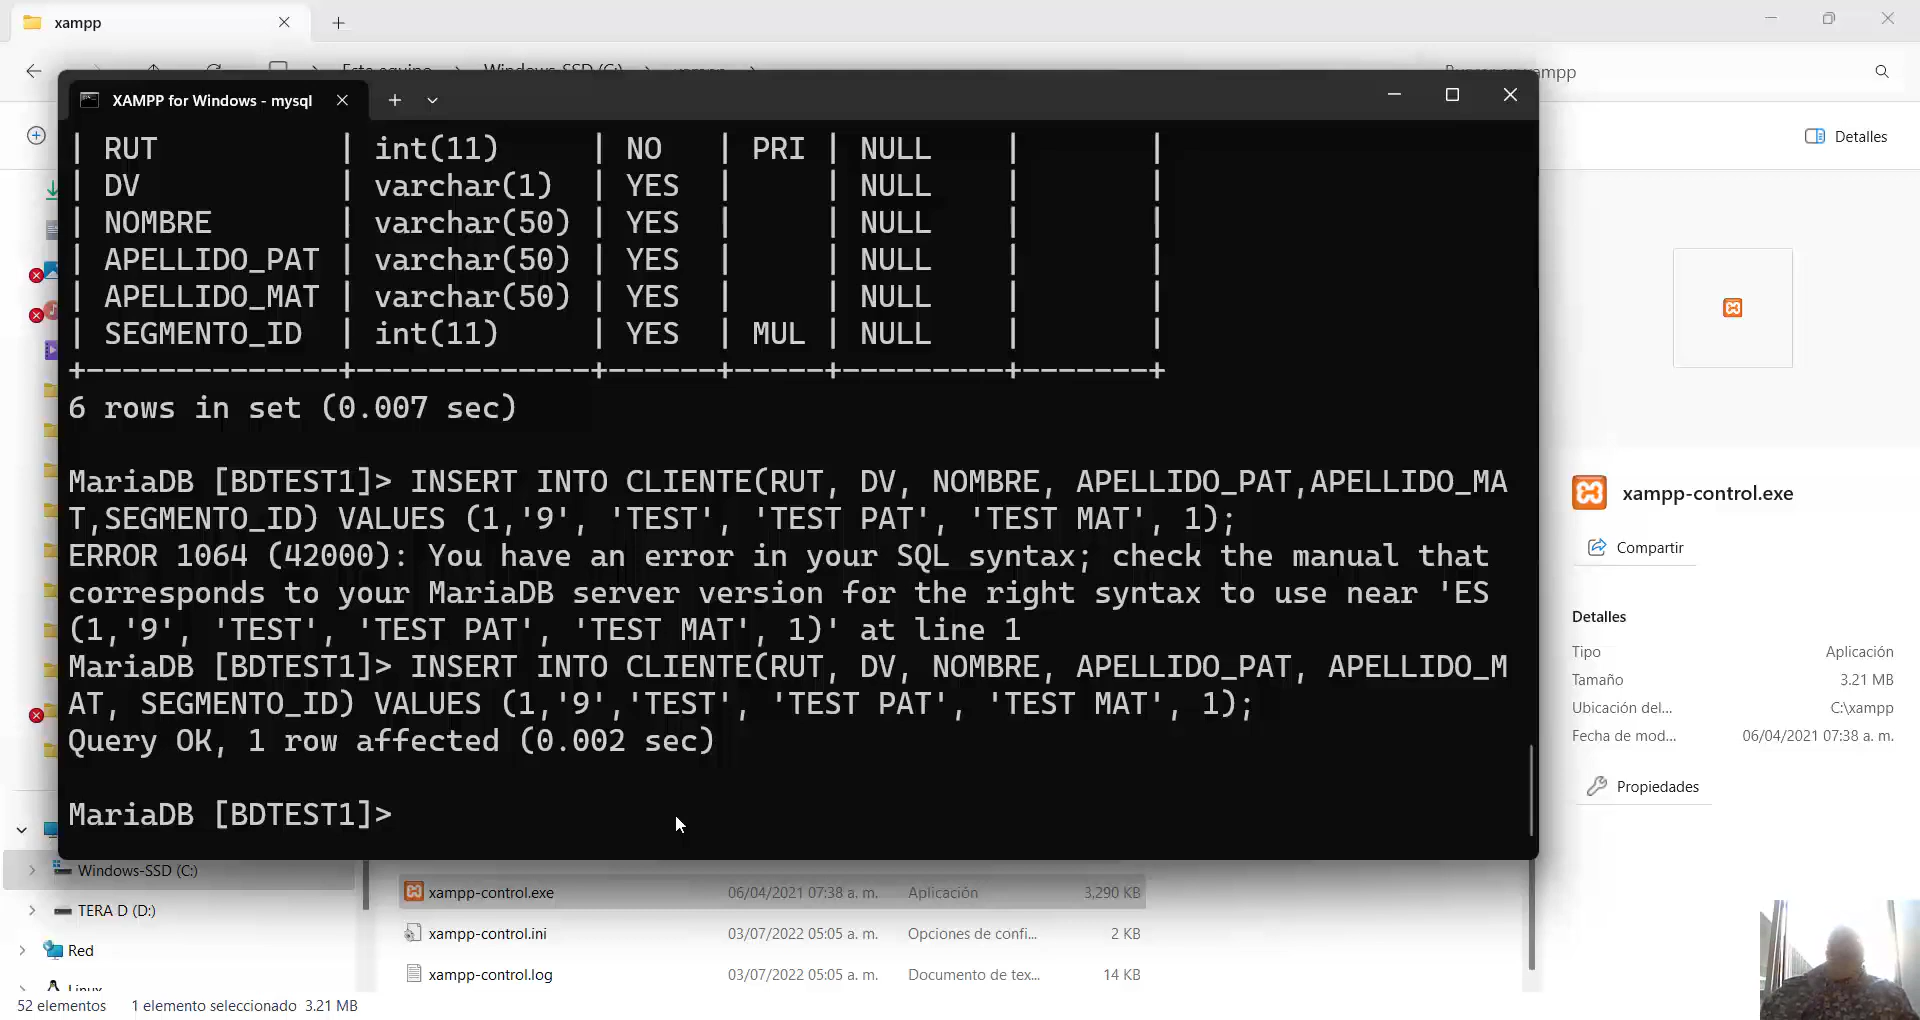 xampp
XAMPP for Windows - mysql
Detalles
| RUT | int(11) | NO | PRI | NULL | |
| DV | varchar(1) | YES | | NULL | |
| NOMBRE | varchar(50) | YES | | NULL | |
| APELLIDO_PAT | varchar(50) | YES | | NULL | |
| APELLIDO_MAT | varchar(50) | YES | | NULL | |
| SEGMENTO_ID | int(11) | YES | MUL | NULL | |
+--------------+-------------+------+-----+---------+-------+
6 rows in set (0.007 sec)
MariaDB [BDTEST1]> INSERT INTO CLIENTE(RUT, DV, NOMBRE, APELLIDO_PAT,APELLIDO_MA
T,SEGMENTO_ID) VALUES (1,'9', 'TEST', 'TEST PAT', 'TEST MAT', 1);
ERROR 1064 (42000): You have an error in your SQL syntax; check the manual that
corresponds to your MariaDB server version for the right syntax to use near 'ES
(1,'9', 'TEST', 'TEST PAT', 'TEST MAT', 1)' at line 1
MariaDB [BDTEST1]> INSERT INTO CLIENTE(RUT, DV, NOMBRE, APELLIDO_PAT, APELLIDO_M
AT, SEGMENTO_ID) VALUES (1,'9','TEST', 'TEST PAT', 'TEST MAT', 1);
Query OK, 1 row affected (0.002 sec)
MariaDB [BDTEST1]>
xampp-control.exe
Compartir
Detalles
Tipo Aplicación
Tamaño 3.21 MB
Ubicación del... C:\xampp
Fecha de mod... 06/04/2021 07:38 a. m.
Propiedades
Windows-SSD (C:)
TERA D (D:)
Red
Linux
xampp-control.exe 06/04/2021 07:38 a. m. Aplicación 3,290 KB
xampp-control.ini 03/07/2022 05:05 a. m. Opciones de confi... 2 KB
xampp-control.log 03/07/2022 05:05 a. m. Documento de tex... 14 KB
52 elementos 1 elemento seleccionado 3.21 MB